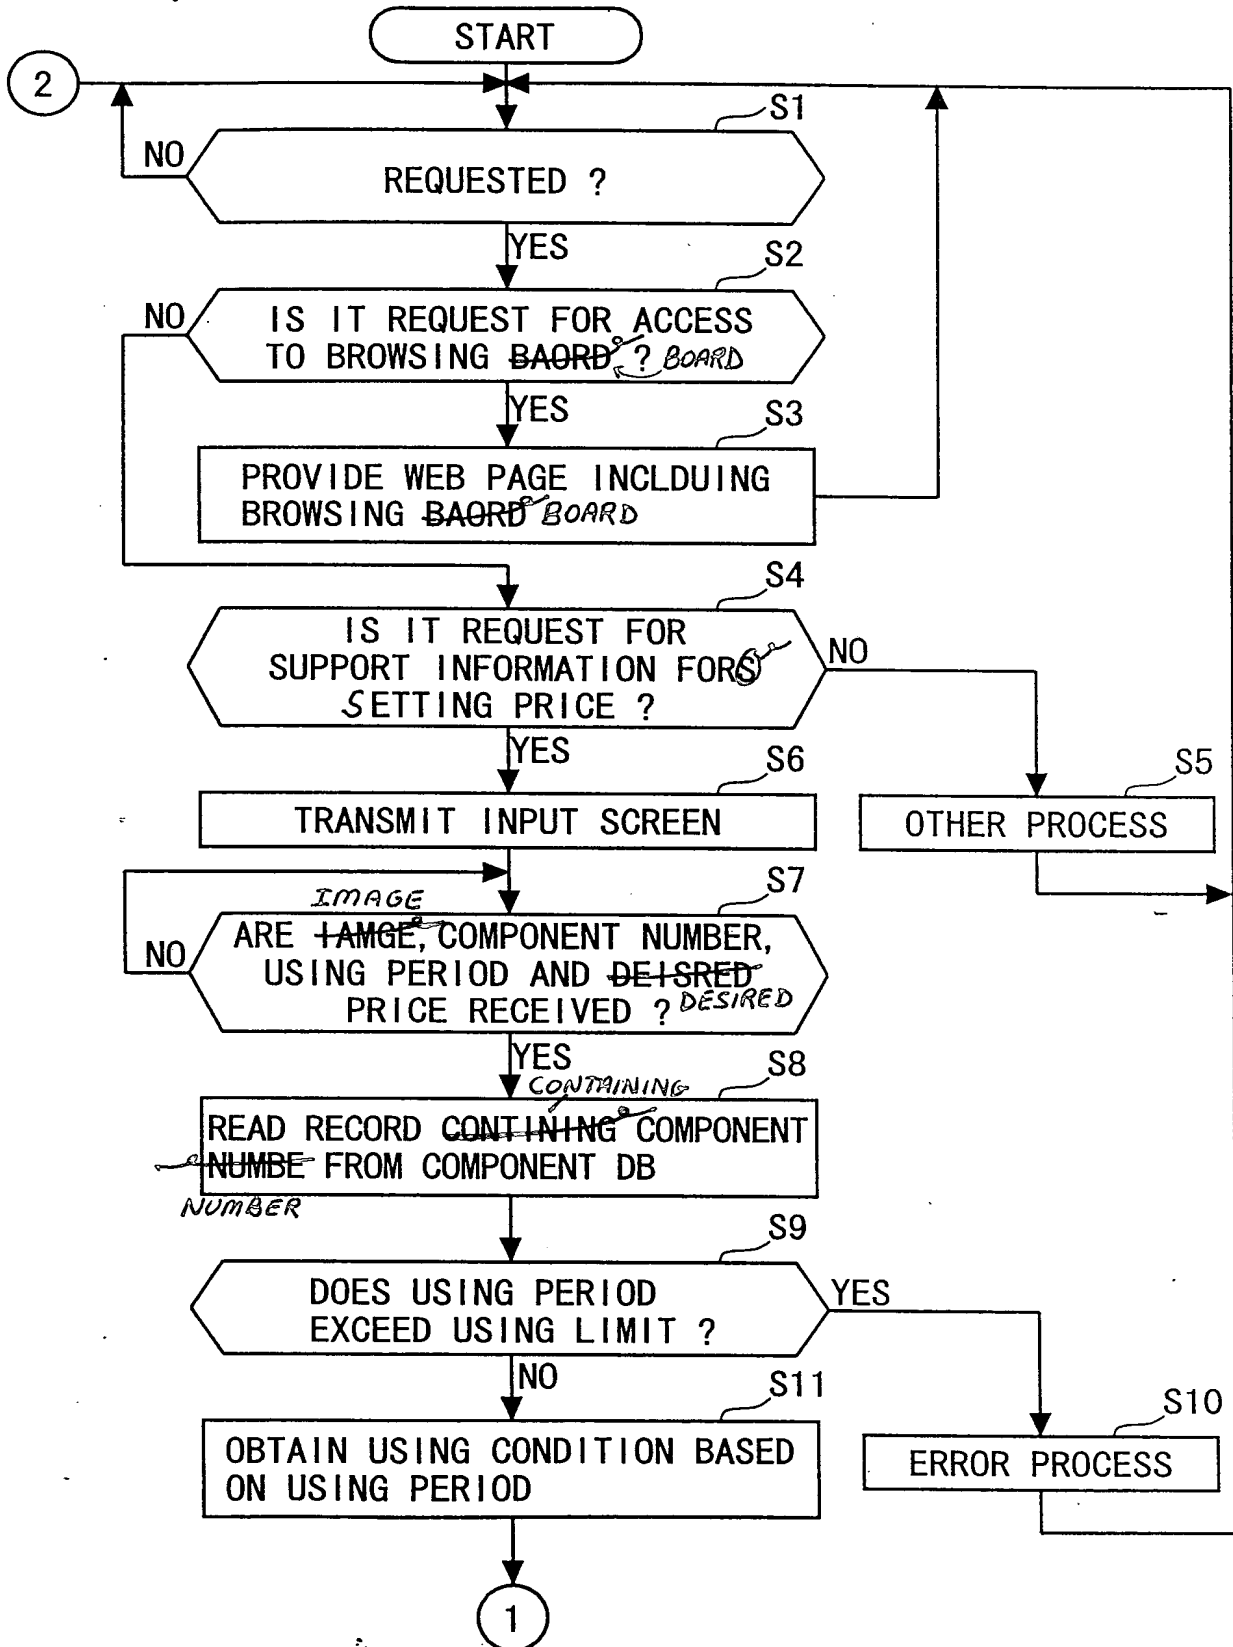 START
2
S1
NO
REQUESTED ?
YES
S2
NO
IS IT REQUEST FOR ACCESS
TO BROWSING BAORD ? BOARD
YES
S3
PROVIDE WEB PAGE INCLDUING
BROWSING BAORD BOARD
S4
IS IT REQUEST FOR
SUPPORT INFORMATION FORS
SETTING PRICE ?
NO
YES
S6
S5
TRANSMIT INPUT SCREEN
OTHER PROCESS
S7
IMAGE
NO
ARE IAMGE, COMPONENT NUMBER,
USING PERIOD AND DEISRED
PRICE RECEIVED ? DESIRED
YES
S8
CONTAINING
READ RECORD CONTINING COMPONENT
NUMBE FROM COMPONENT DB
NUMBER
S9
DOES USING PERIOD
EXCEED USING LIMIT ?
YES
NO
S11
S10
OBTAIN USING CONDITION BASED
ON USING PERIOD
ERROR PROCESS
1